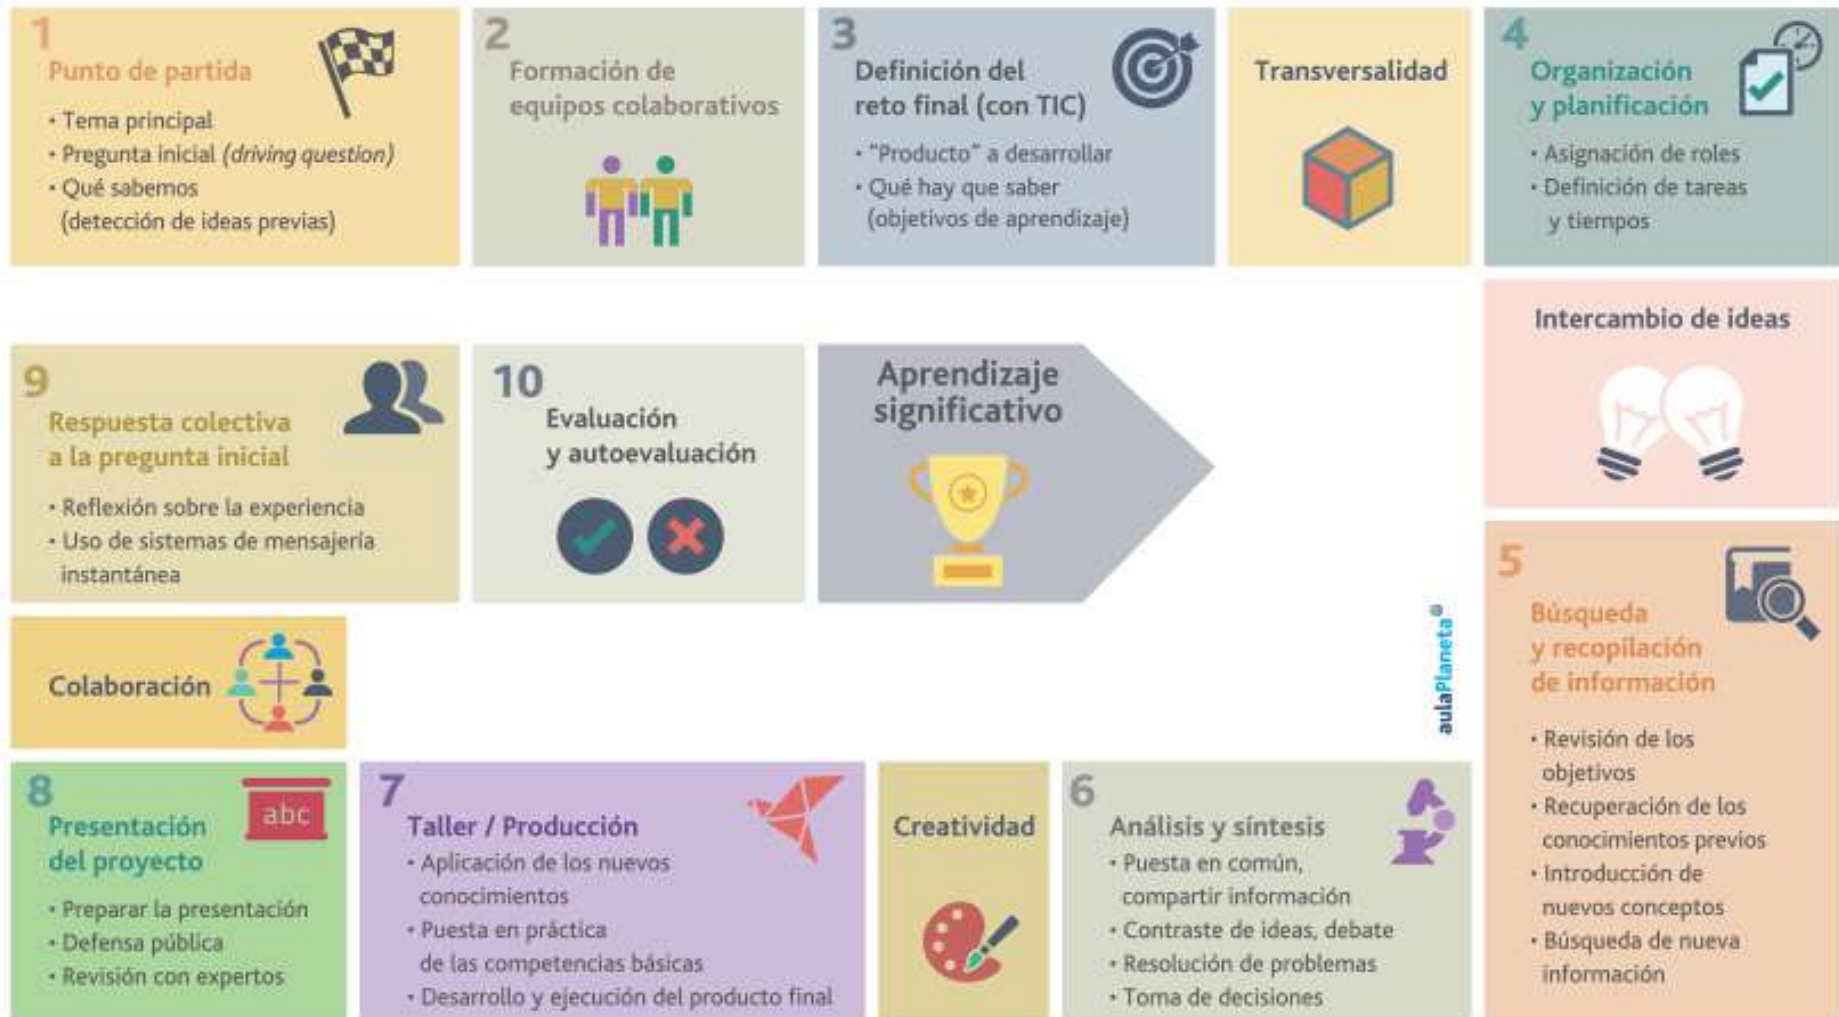 1
Punto de partida
• Tema principal
• Pregunta inicial (driving question)
• Qué sabemos
(detección de ideas previas)
2
Formación de
equipos colaborativos
3
Definición del
reto final (con TIC)
• "Producto" a desarrollar
• Qué hay que saber
(objetivos de aprendizaje)
Transversalidad
4
Organización
y planificación
• Asignación de roles
• Definición de tareas
y tiempos
Intercambio de ideas
5
Búsqueda
y recopilación
de información
• Revisión de los
objetivos
• Recuperación de los
conocimientos previos
• Introducción de
nuevos conceptos
• Búsqueda de nueva
información
6
Análisis y síntesis
• Puesta en común,
compartir información
• Contraste de ideas, debate
• Resolución de problemas
• Toma de decisiones
Creatividad
7
Taller / Producción
• Aplicación de los nuevos
conocimientos
• Puesta en práctica
de las competencias básicas
• Desarrollo y ejecución del producto final
8
abc
Presentación
del proyecto
• Preparar la presentación
• Defensa pública
• Revisión con expertos
Colaboración
9
Respuesta colectiva
a la pregunta inicial
• Reflexión sobre la experiencia
• Uso de sistemas de mensajería
instantánea
10
Evaluación
y autoevaluación
Aprendizaje
significativo
aulaPlaneta